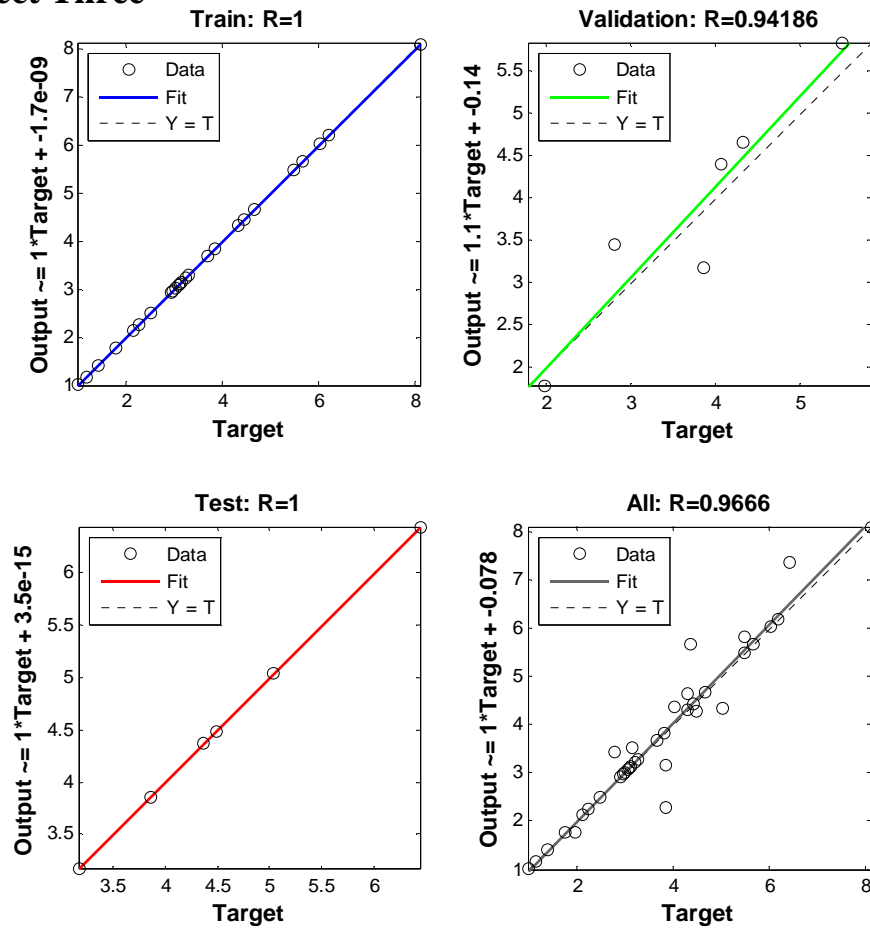 Three
Train: R=1
Output ~= 1*Target + -1.7e-09
8
7
6
5
4
3
2
1
Data
Fit
Y = T
2
4
6
8
Target
Validation: R=0.94186
Output ~= 1.1*Target + -0.14
5.5
5
4.5
4
3.5
3
2.5
2
Data
Fit
Y = T
2
3
4
5
Target
Test: R=1
Output ~= 1*Target + 3.5e-15
6
5.5
5
4.5
4
3.5
Data
Fit
Y = T
3.5
4
4.5
5
5.5
6
Target
All: R=0.9666
Output ~= 1*Target + -0.078
8
7
6
5
4
3
2
1
Data
Fit
Y = T
2
4
6
8
Target